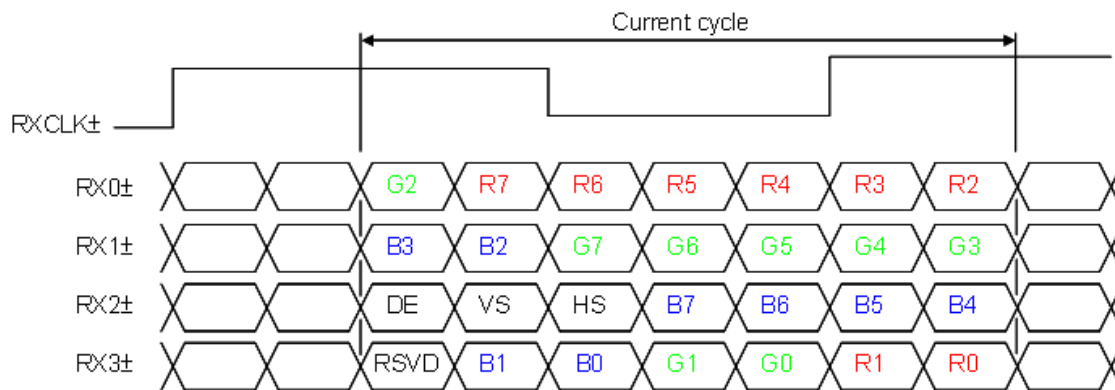 Current cycle
RXCLK±
RX0± G2 R7 R6 R5 R4 R3 R2
RX1± B3 B2 G7 G6 G5 G4 G3
RX2± DE VS HS B7 B6 B5 B4
RX3± RSVD B1 B0 G1 G0 R1 R0